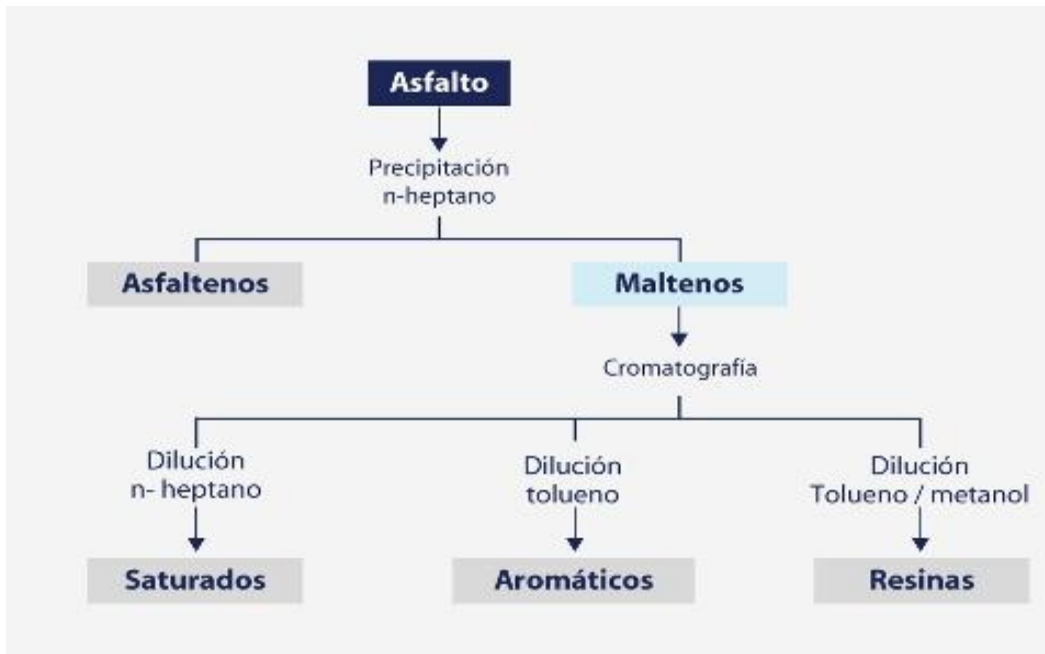 Asfalto
Precipitación
n-heptano
Asfaltenos
Maltenos
Cromatografía
Dilución
n- heptano
Dilución
tolueno
Dilución
Tolueno / metanol
Saturados
Aromáticos
Resinas